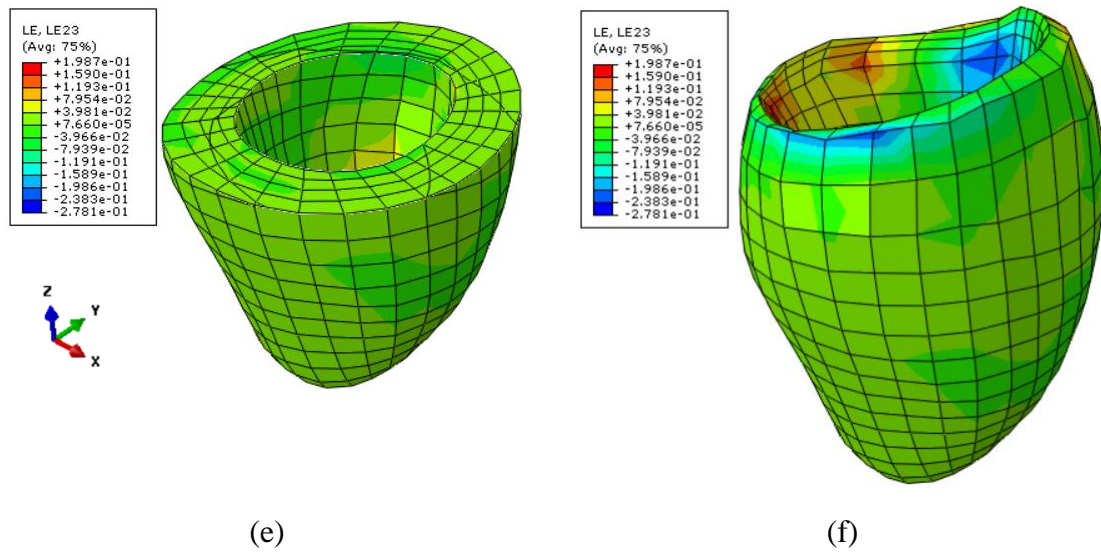 LE, LE23
(Avg: 75%)
+1.987e-01
+1.590e-01
+1.193e-01
+7.954e-02
+3.981e-02
+7.660e-05
-3.966e-02
-7.939e-02
-1.191e-01
-1.589e-01
-1.986e-01
-2.383e-01
-2.781e-01
Z
Y
X
(e)
LE, LE23
(Avg: 75%)
+1.987e-01
+1.590e-01
+1.193e-01
+7.954e-02
+3.981e-02
+7.660e-05
-3.966e-02
-7.939e-02
-1.191e-01
-1.589e-01
-1.986e-01
-2.383e-01
-2.781e-01
(f)